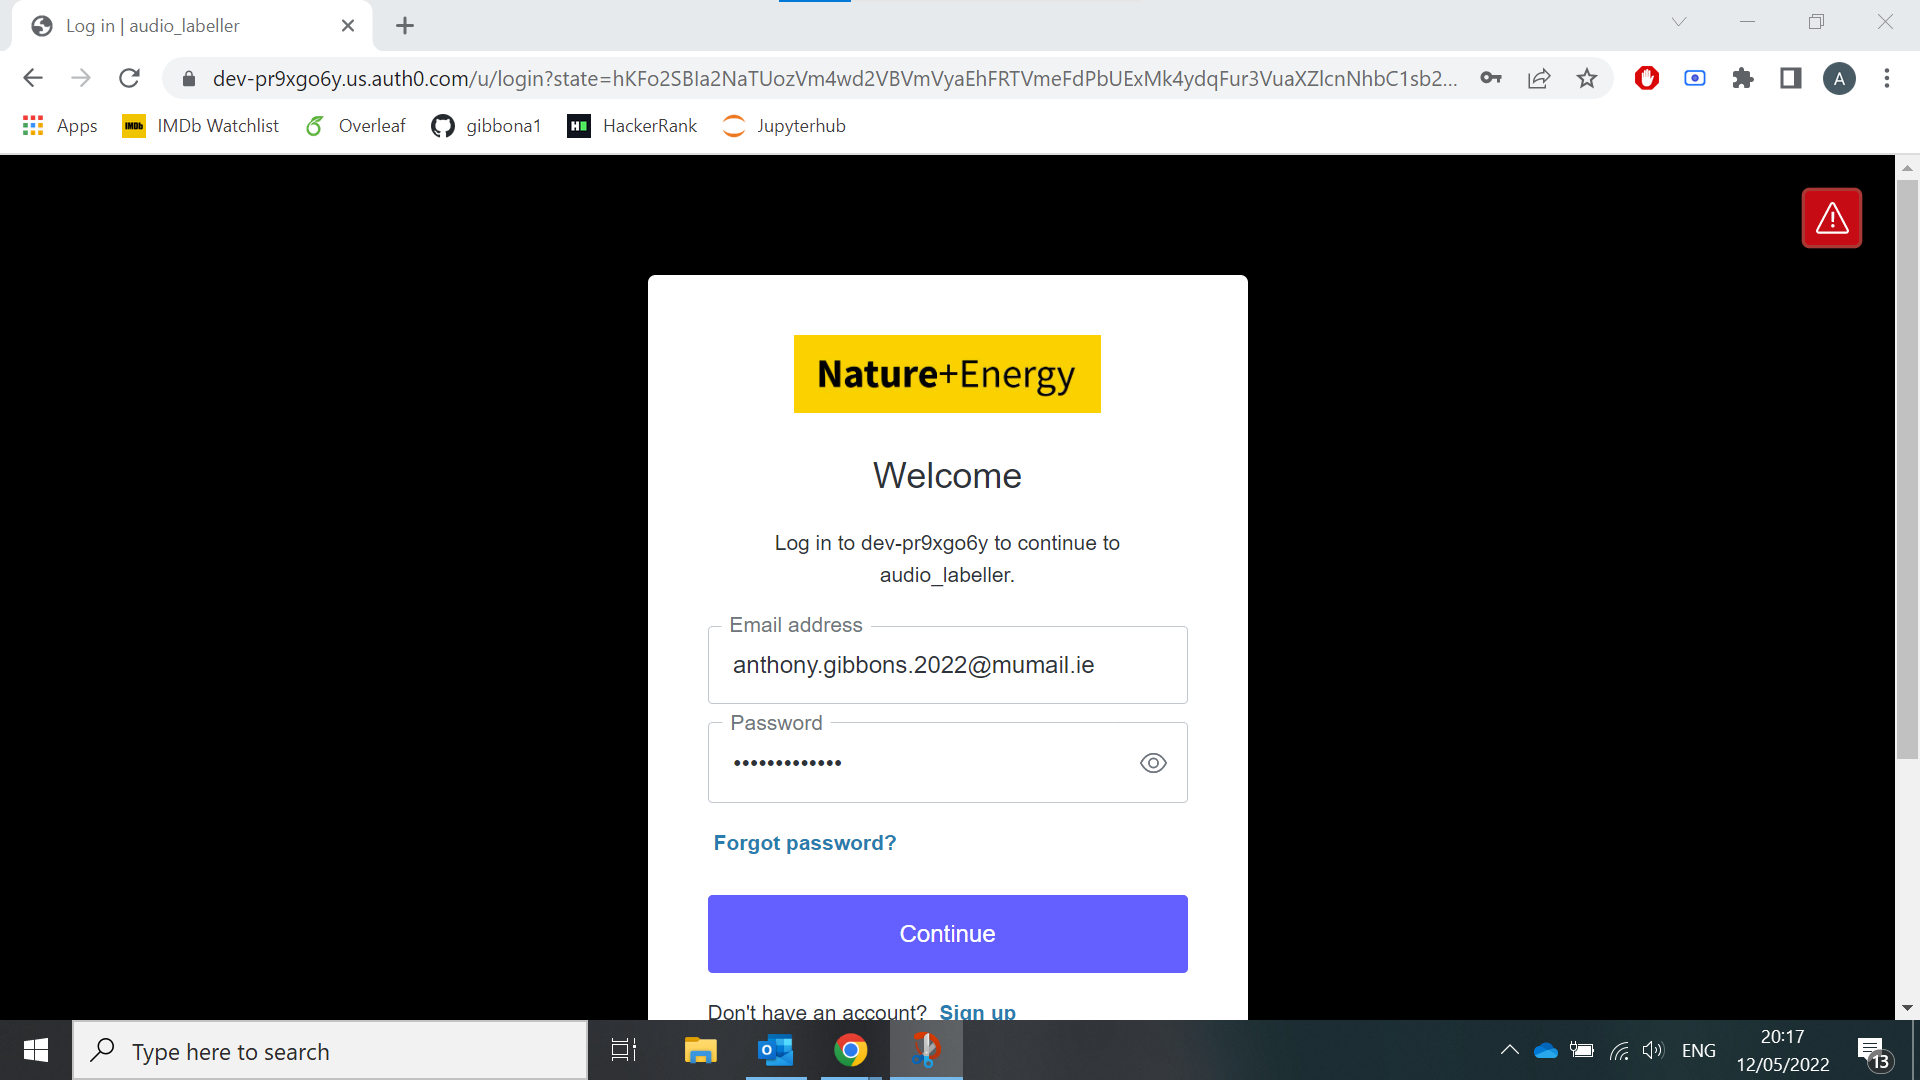 Log in | audio_labeller
dev-pr9xgo6y.us.auth0.com/u/login?state=hKFo2SBIa2NaTUozVm4wd2VBVmVyaEhFRTVmeFdPbUExMk4ydqFur3VuaXZlcnNhbC1sb2...
A
Apps IMDb Watchlist Overleaf gibbona1 HackerRank Jupyterhub
Nature+Energy
Welcome
Log in to dev-pr9xgo6y to continue to
audio_labeller.
Email address
anthony.gibbons.2022@mumail.ie
Password
Forgot password?
Continue
Don't have an account? Sign up
Type here to search
ENG
20:17
12/05/2022
13